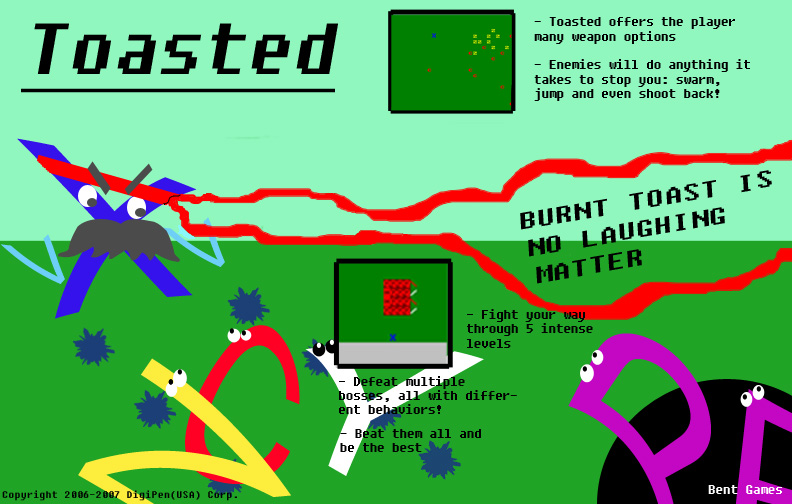 Toasted
- Toasted offers the player
many weapon options
- Enemies will do anything it
takes to stop you: swarm,
jump and even shoot back!
BURNT TOAST IS
NO LAUGHING
MATTER
- Fight your way
through 5 intense
levels
- Defeat multiple
bosses, all with differ-
ent behaviors!
- Beat them all and
be the best
Copyright 2006-2007 DigiPen(USA) Corp.
Bent Games